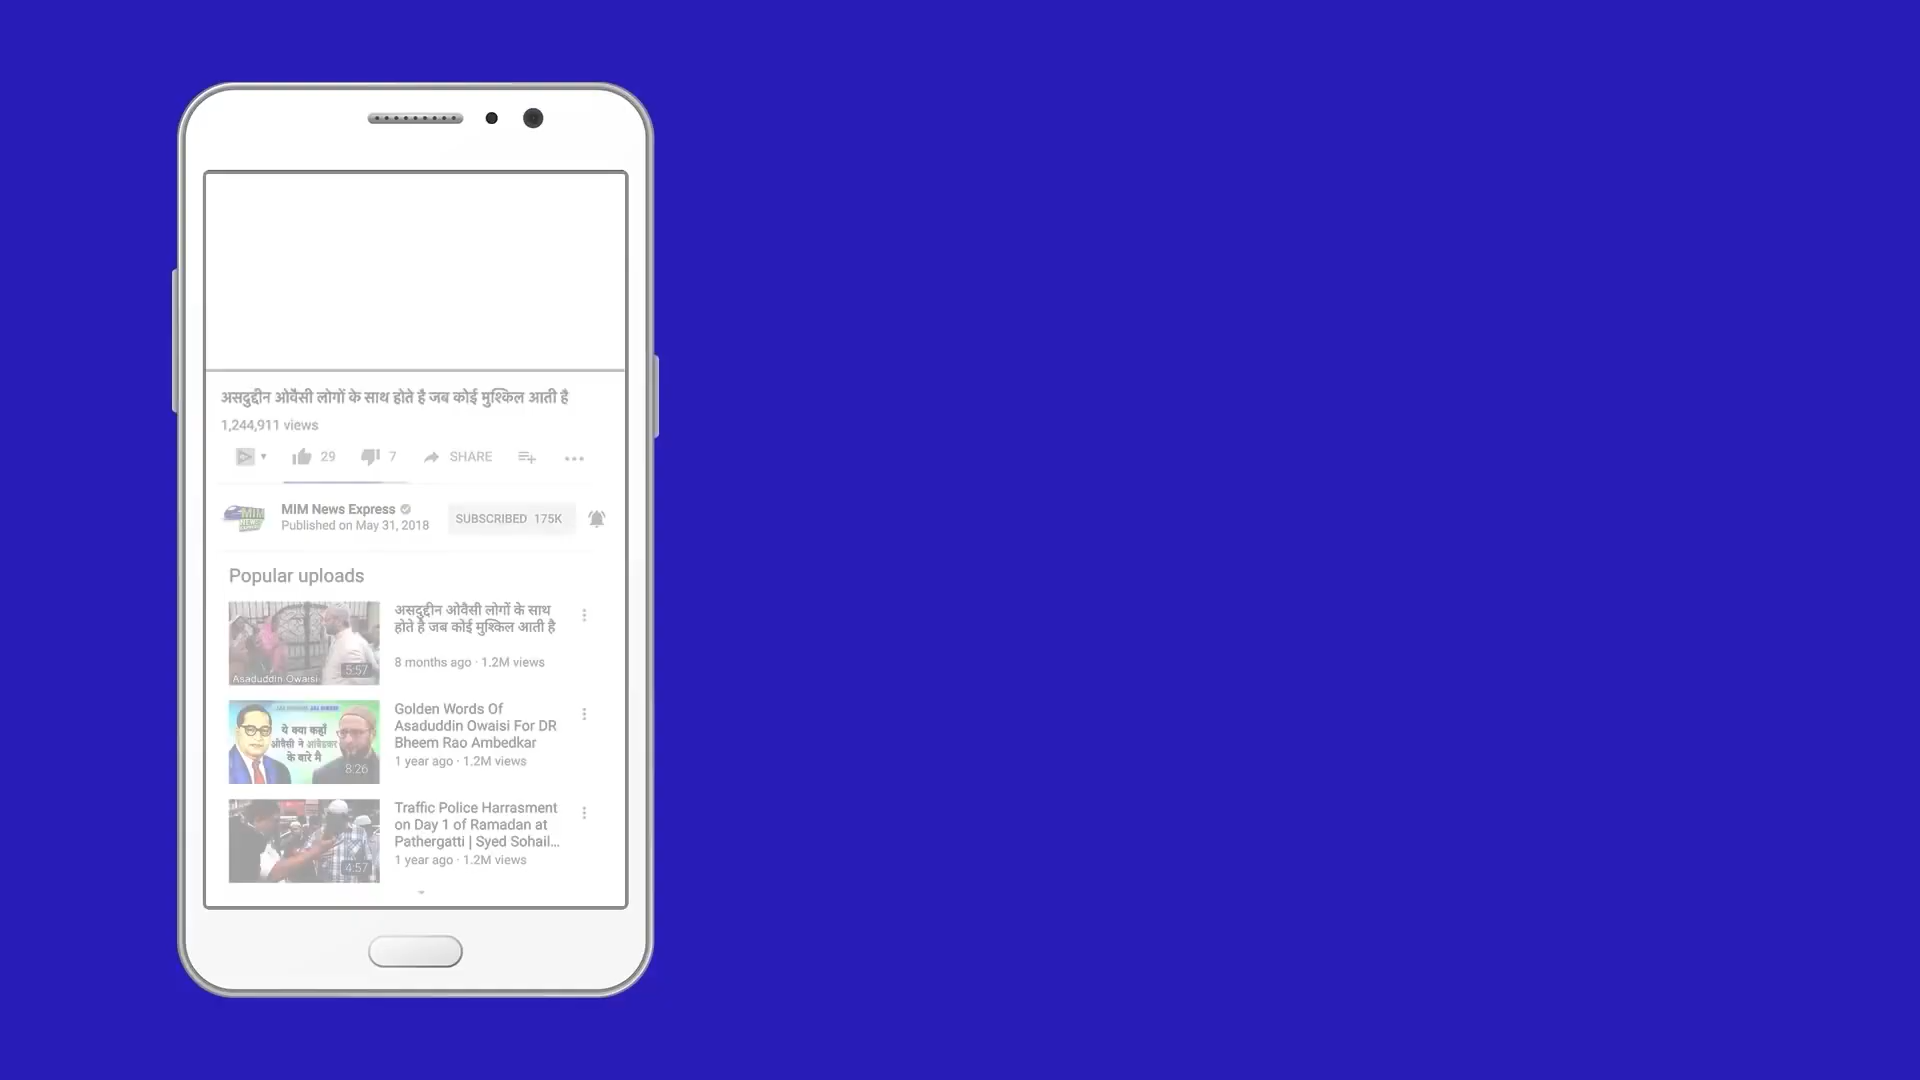 असदुद्दीन ओवैसी लोगों के साथ होते है जब कोई मुश्किल आती है
1,244,911 views
29 7 SHARE
MIM News Express
Published on May 31, 2018
SUBSCRIBED 175K
MIM
NEWS
Popular uploads
असदुद्दीन ओवैसी लोगों के साथ
होते है जब कोई मुश्किल आती है
8 months ago · 1.2M views
5:57
Asaduddin Owaisi
Golden Words Of
Asaduddin Owaisi For DR
Bheem Rao Ambedkar
1 year ago · 1.2M views
ये क्या कहाँ
ओवैसी ने आंबेडकर
के बारे मै
8:26
Traffic Police Harrasment
on Day 1 of Ramadan at
Pathergatti | Syed Sohail...
1 year ago · 1.2M views
4:57